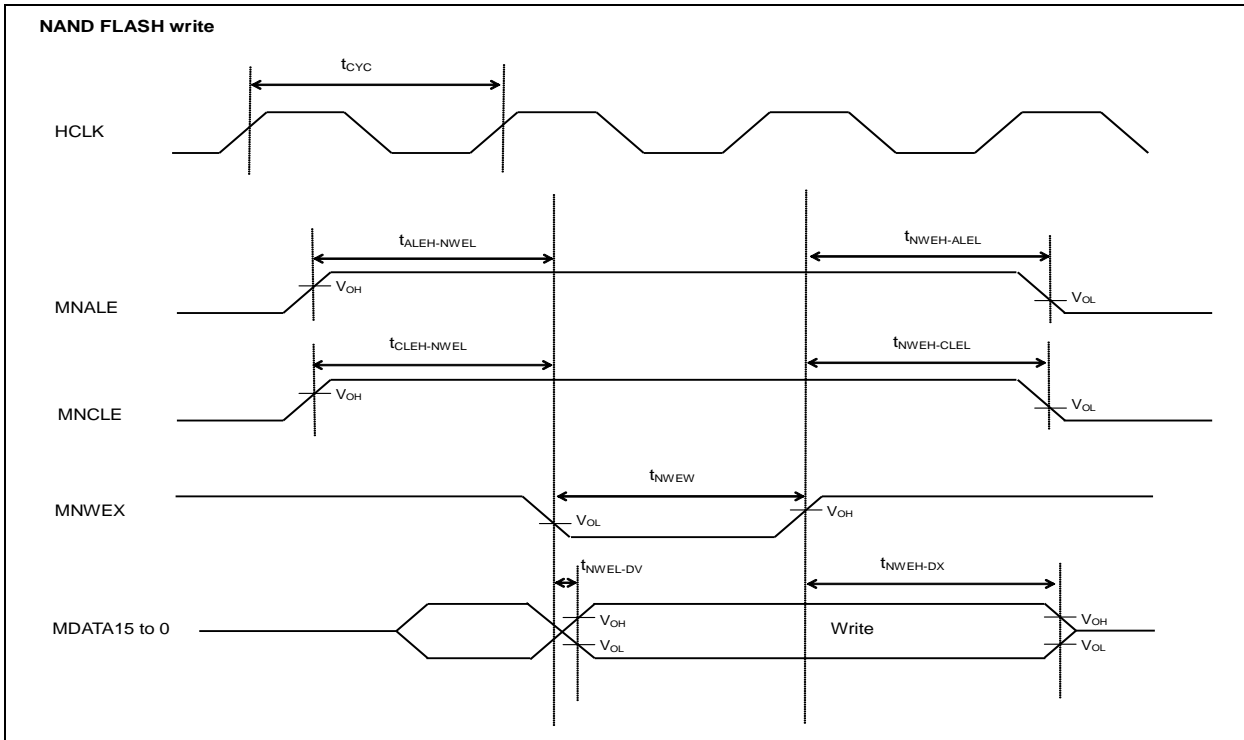 NAND FLASH write
tCYC
HCLK
tALEH-NWEL
tNWEH-ALEL
MNALE
VOH
VOL
tCLEH-NWEL
tNWEH-CLEL
MNCLE
VOH
VOL
tNWEW
MNWEX
VOL
VOH
tNWEL-DV
tNWEH-DX
MDATA15 to 0
VOH
VOL
Write
VOH
VOL